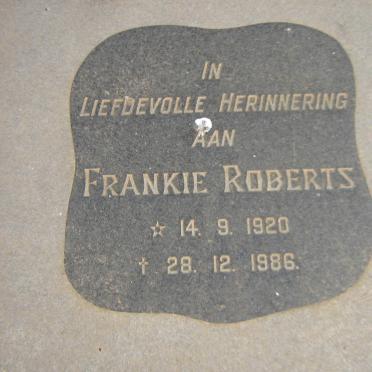 IN
LIEFDEVOLLE HERINNERING
AAN
FRANKIE ROBERTS
☆ 14. 9. 1920
† 28. 12. 1986.